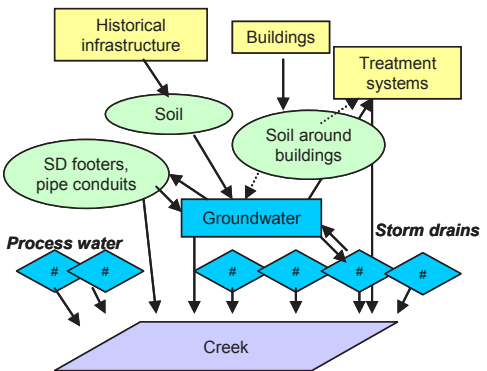 Historical
infrastructure
Buildings
Treatment
systems
Soil
Soil around
buildings
SD footers,
pipe conduits
Groundwater
Process water
Storm drains
# # # # # #
Creek